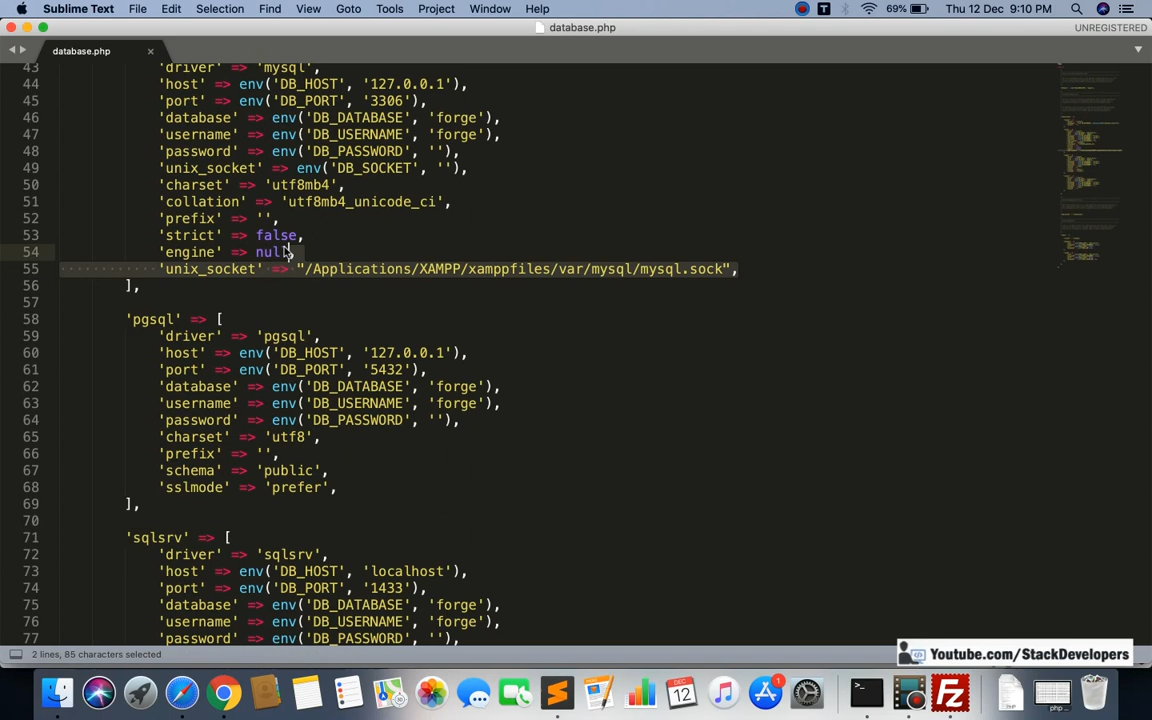 Sublime Text File Edit Selection Find View Goto Tools Project Window Help T 69% Thu 12 Dec 9:10 PM
database.php UNREGISTERED
database.php ×
43 'driver' => 'mysql',
44 'host' => env('DB_HOST', '127.0.0.1'),
45 'port' => env('DB_PORT', '3306'),
46 'database' => env('DB_DATABASE', 'forge'),
47 'username' => env('DB_USERNAME', 'forge'),
48 'password' => env('DB_PASSWORD', ''),
49 'unix_socket' => env('DB_SOCKET', ''),
50 'charset' => 'utf8mb4',
51 'collation' => 'utf8mb4_unicode_ci',
52 'prefix' => '',
53 'strict' => false,
54 'engine' => null,
55 'unix_socket' => "/Applications/XAMPP/xamppfiles/var/mysql/mysql.sock",
56 ],
57
58 'pgsql' => [
59 'driver' => 'pgsql',
60 'host' => env('DB_HOST', '127.0.0.1'),
61 'port' => env('DB_PORT', '5432'),
62 'database' => env('DB_DATABASE', 'forge'),
63 'username' => env('DB_USERNAME', 'forge'),
64 'password' => env('DB_PASSWORD', ''),
65 'charset' => 'utf8',
66 'prefix' => '',
67 'schema' => 'public',
68 'sslmode' => 'prefer',
69 ],
70
71 'sqlsrv' => [
72 'driver' => 'sqlsrv',
73 'host' => env('DB_HOST', 'localhost'),
74 'port' => env('DB_PORT', '1433'),
75 'database' => env('DB_DATABASE', 'forge'),
76 'username' => env('DB_USERNAME', 'forge'),
77 'password' => env('DB_PASSWORD', ''),
2 lines, 85 characters selected
Youtube.com/StackDevelopers
DEC
12
1
Fz
PHP
php